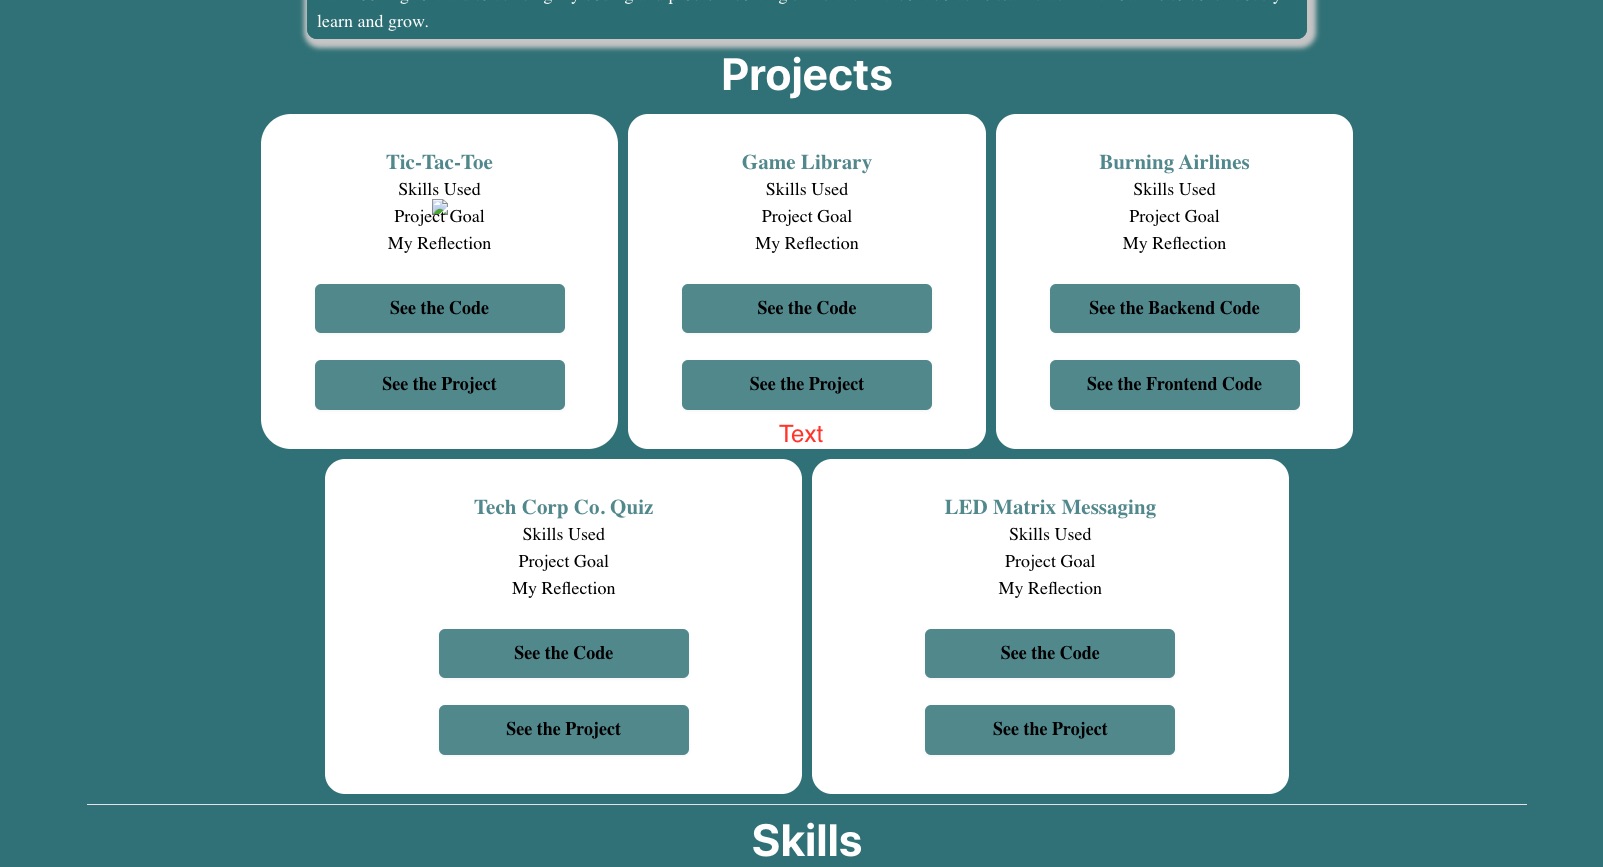 learn and grow.
Projects
Tic-Tac-Toe
Skills Used
Project Goal
My Reflection
See the Code
See the Project
Game Library
Skills Used
Project Goal
My Reflection
See the Code
See the Project
Text
Burning Airlines
Skills Used
Project Goal
My Reflection
See the Backend Code
See the Frontend Code
Tech Corp Co. Quiz
Skills Used
Project Goal
My Reflection
See the Code
See the Project
LED Matrix Messaging
Skills Used
Project Goal
My Reflection
See the Code
See the Project
Skills